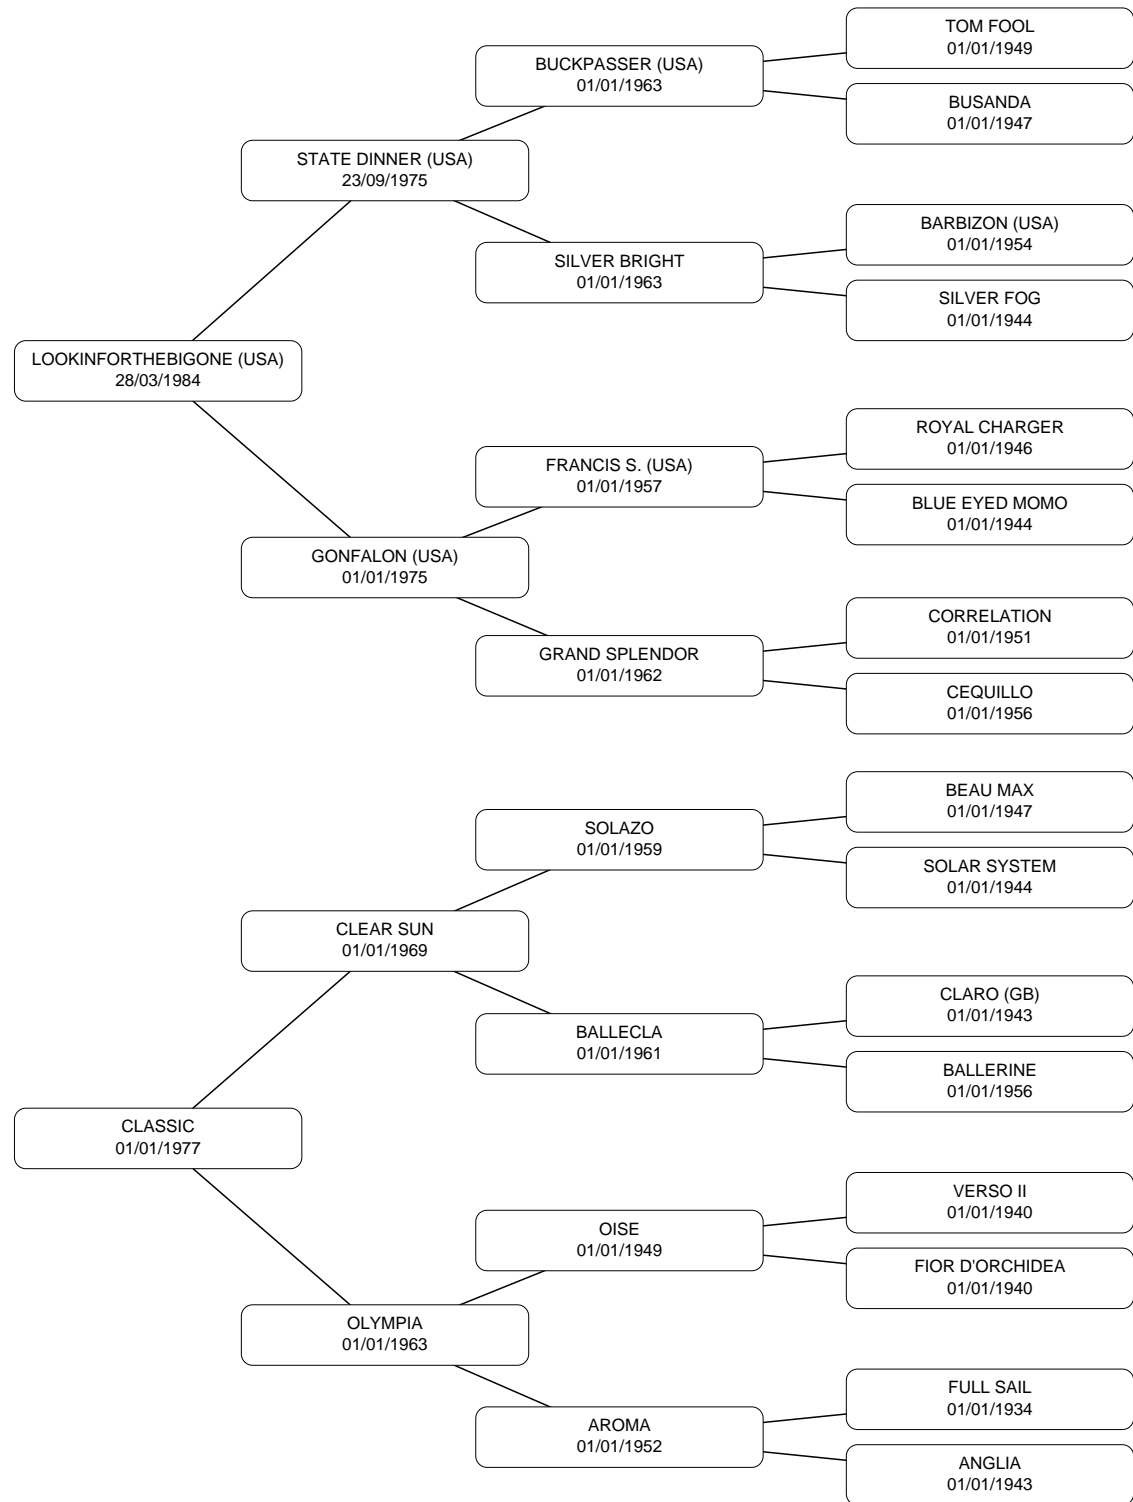 TOM FOOL
01/01/1949
BUCKPASSER (USA)
01/01/1963
BUSANDA
01/01/1947
STATE DINNER (USA)
23/09/1975
BARBIZON (USA)
01/01/1954
SILVER BRIGHT
01/01/1963
SILVER FOG
01/01/1944
LOOKINFORTHEBIGONE (USA)
28/03/1984
ROYAL CHARGER
01/01/1946
FRANCIS S. (USA)
01/01/1957
BLUE EYED MOMO
01/01/1944
GONFALON (USA)
01/01/1975
CORRELATION
01/01/1951
GRAND SPLENDOR
01/01/1962
CEQUILLO
01/01/1956
BEAU MAX
01/01/1947
SOLAZO
01/01/1959
SOLAR SYSTEM
01/01/1944
CLEAR SUN
01/01/1969
CLARO (GB)
01/01/1943
BALLECLA
01/01/1961
BALLERINE
01/01/1956
CLASSIC
01/01/1977
VERSO II
01/01/1940
OISE
01/01/1949
FIOR D'ORCHIDEA
01/01/1940
OLYMPIA
01/01/1963
FULL SAIL
01/01/1934
AROMA
01/01/1952
ANGLIA
01/01/1943